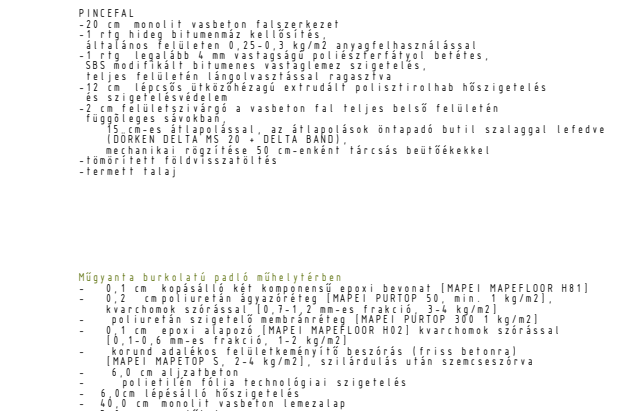 PINCEFAL
-20 cm monolit vasbeton falszerkezet
-1 rtg hideg bitumenmáz kellősítés,
általános felületen 0,25-0,3 kg/m2 anyagfelhasználással
-1 rtg legalább 4 mm vastagságú poliészterfátyol betétes,
SBS modifikált bitumenes vastaglemez szigetelés,
teljes felületén lángolvasztással ragasztva
-12 cm lépcsős ütközőhézagú extrudált polisztirolhab hőszigetelés
és szigetelésvédelem
-2 cm felületszivárgó a vasbeton fal teljes belső felületén
függőleges sávokban,
15 cm-es átlapolással, az átlapolások öntapadó butil szalaggal lefedve
(DÖRKEN DELTA MS 20 + DELTA BAND),
mechanikai rögzítése 50 cm-enként tárcsás beütőékekkel
-tömörített földvisszatöltés
-termett talaj
Műgyanta burkolatú padló műhelytérben
- 0,1 cm kopásálló két komponensű epoxi bevonat [MAPEI MAPEFLOOR H81]
- 0,2 cm poliuretán ágyazóréteg [MAPEI PURTOP 50, min. 1 kg/m2],
kvarchomok szórással [0,7-1,2 mm-es frakció, 3-4 kg/m2]
- poliuretán szigetelő membránréteg [MAPEI PURTOP 300 1 kg/m2]
- 0,1 cm epoxi alapozó [MAPEI MAPEFLOOR H02] kvarchomok szórással
[0,1-0,6 mm-es frakció, 1-2 kg/m2]
- korund adalékos felületkeményítő beszórás (friss betonra)
[MAPEI MAPETOP S, 2-4 kg/m2], szilárdulás után szemcseszórva
- 6,0 cm aljzatbeton
- polietilén fólia technológiai szigetelés
- 6,0cm lépésálló hőszigetelés
- 40,0 cm monolit vasbeton lemezalap